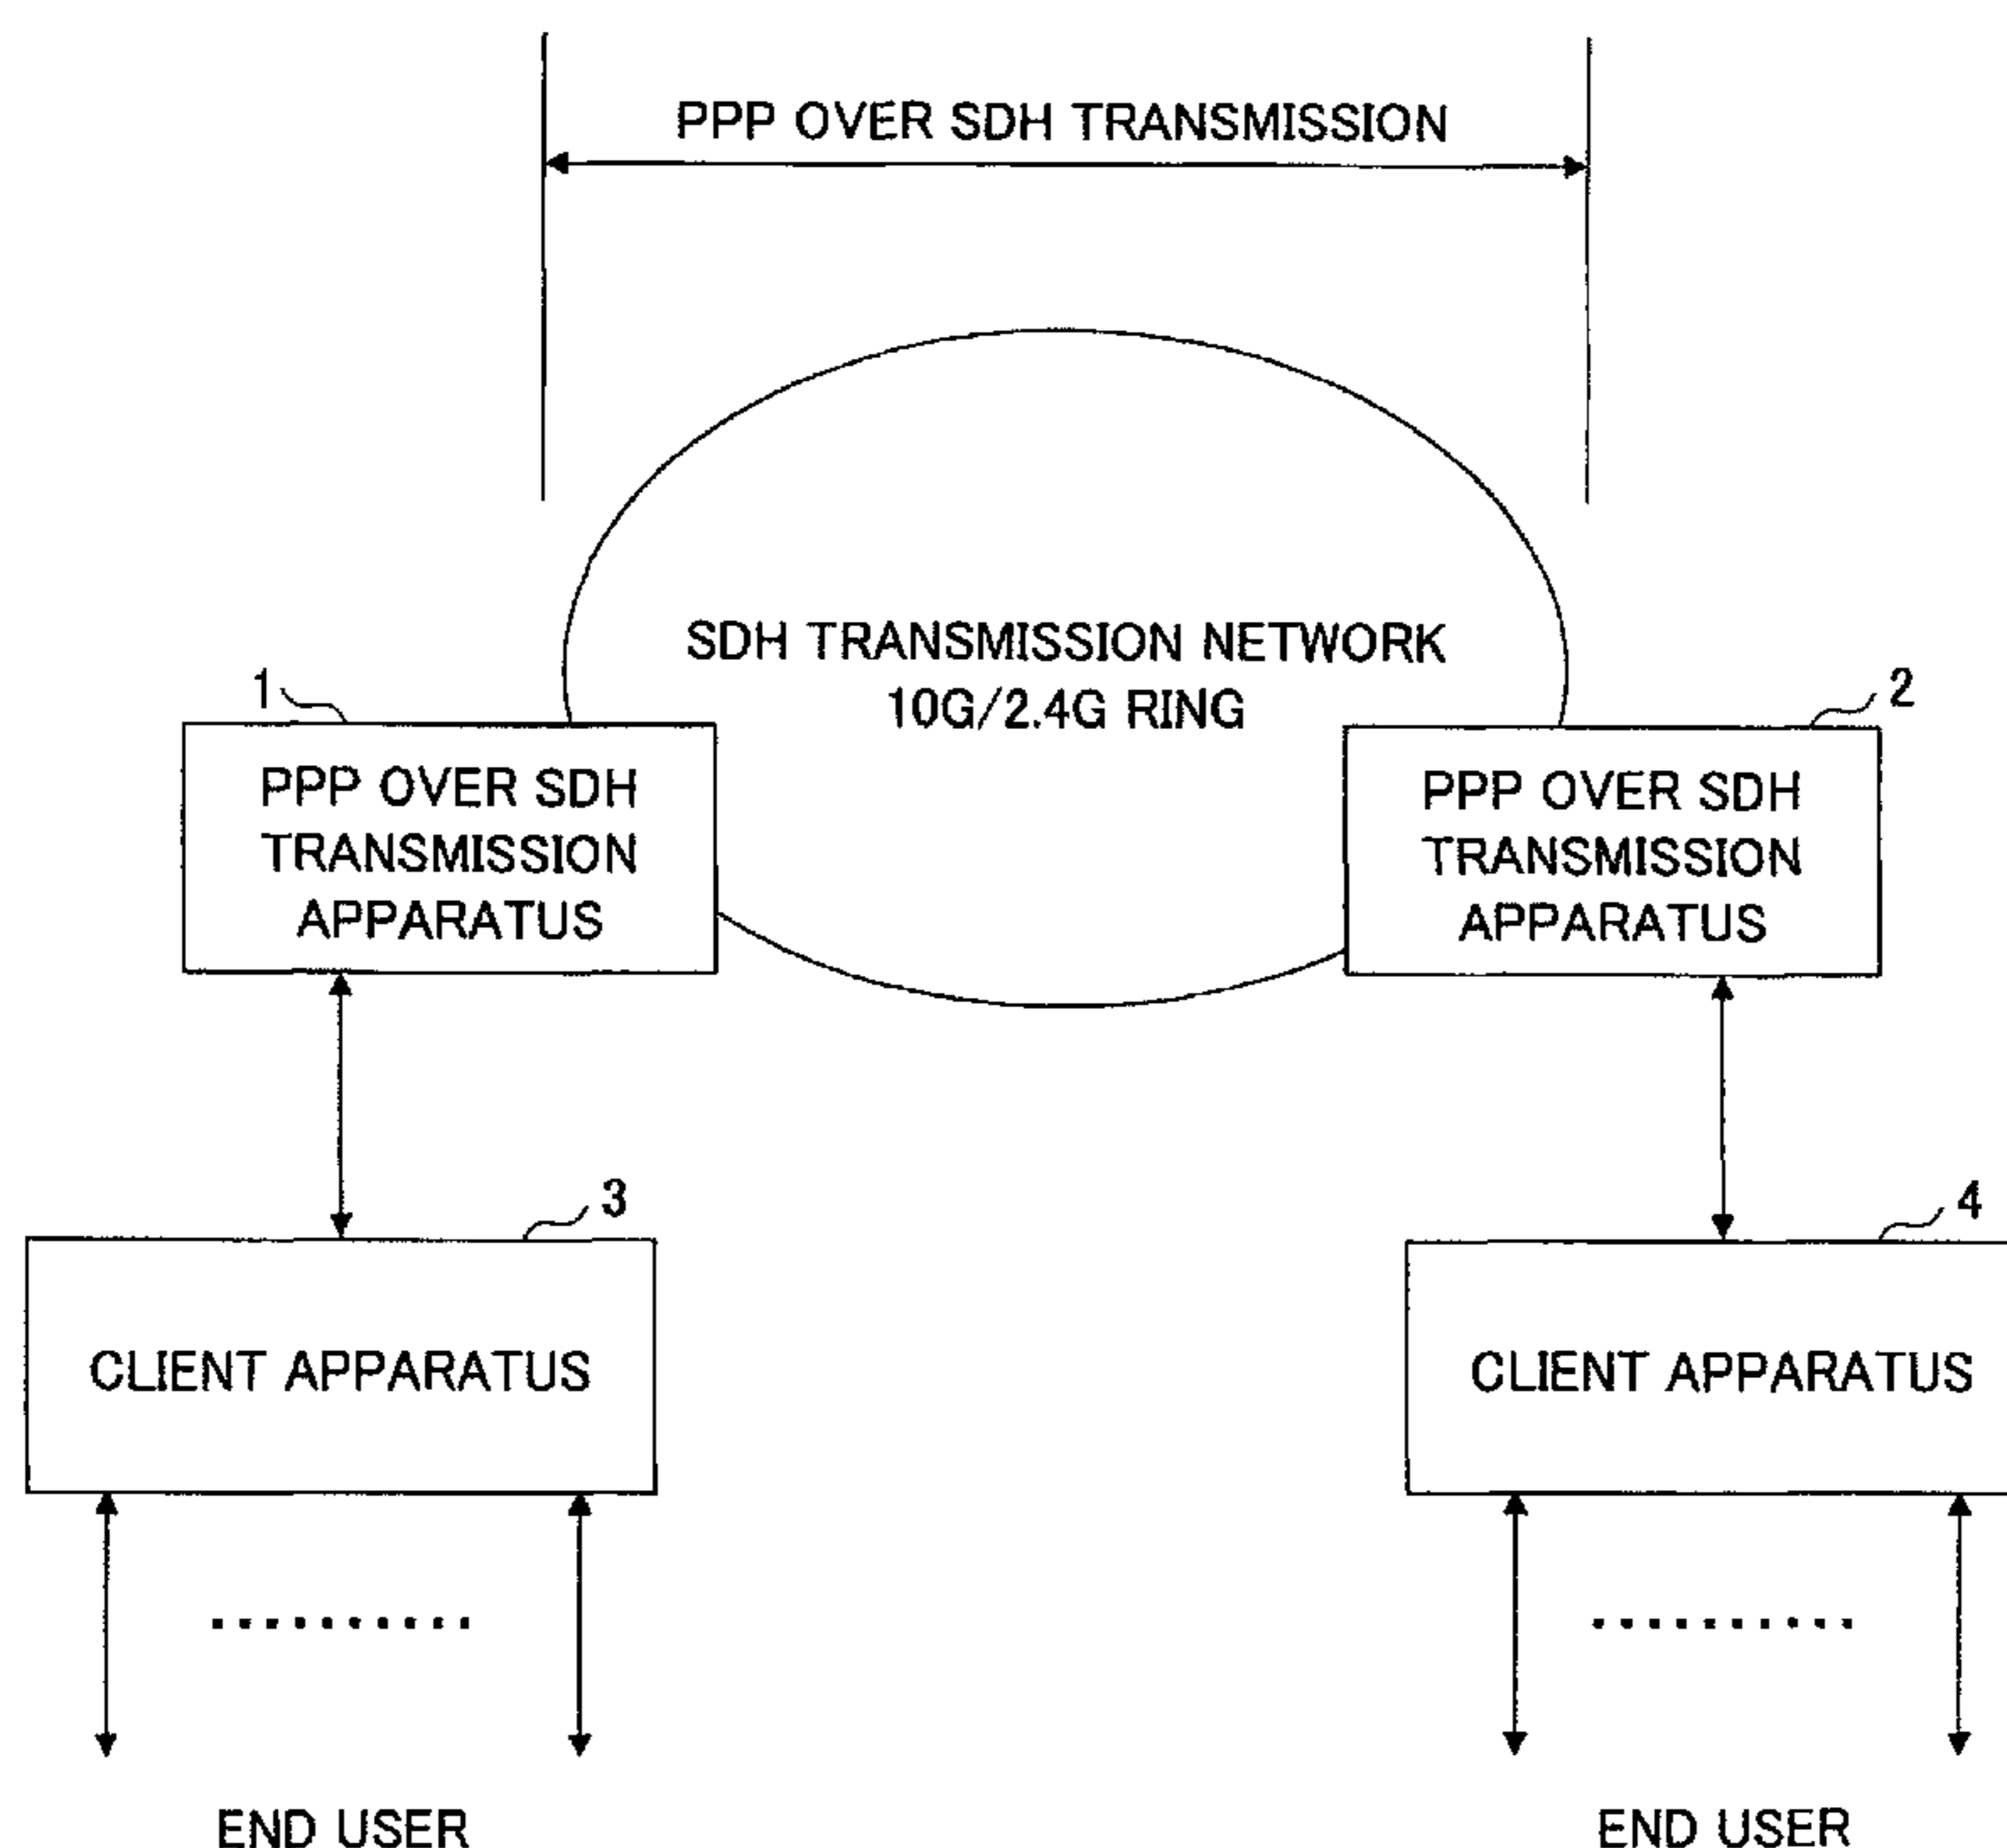 PPP OVER SDH TRANSMISSION
SDH TRANSMISSION NETWORK
10G/2.4G RING
1
2
PPP OVER SDH
TRANSMISSION
APPARATUS
PPP OVER SDH
TRANSMISSION
APPARATUS
3
4
CLIENT APPARATUS
CLIENT APPARATUS
END USER
END USER